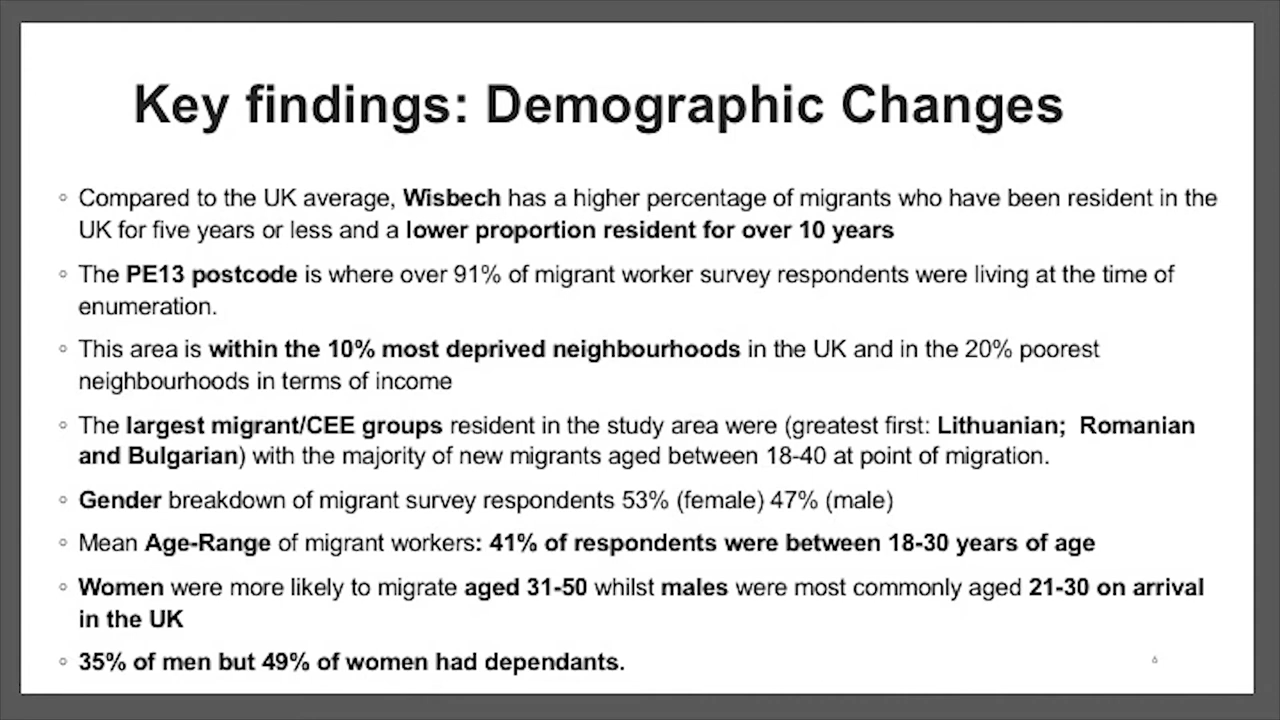 Key findings: Demographic Changes
◦ Compared to the UK average, Wisbech has a higher percentage of migrants who have been resident in the
UK for five years or less and a lower proportion resident for over 10 years
◦ The PE13 postcode is where over 91% of migrant worker survey respondents were living at the time of
enumeration.
◦ This area is within the 10% most deprived neighbourhoods in the UK and in the 20% poorest
neighbourhoods in terms of income
◦ The largest migrant/CEE groups resident in the study area were (greatest first: Lithuanian;  Romanian
and Bulgarian) with the majority of new migrants aged between 18-40 at point of migration.
◦ Gender breakdown of migrant survey respondents 53% (female) 47% (male)
◦ Mean Age-Range of migrant workers: 41% of respondents were between 18-30 years of age
◦ Women were more likely to migrate aged 31-50 whilst males were most commonly aged 21-30 on arrival
in the UK
◦ 35% of men but 49% of women had dependants.
6